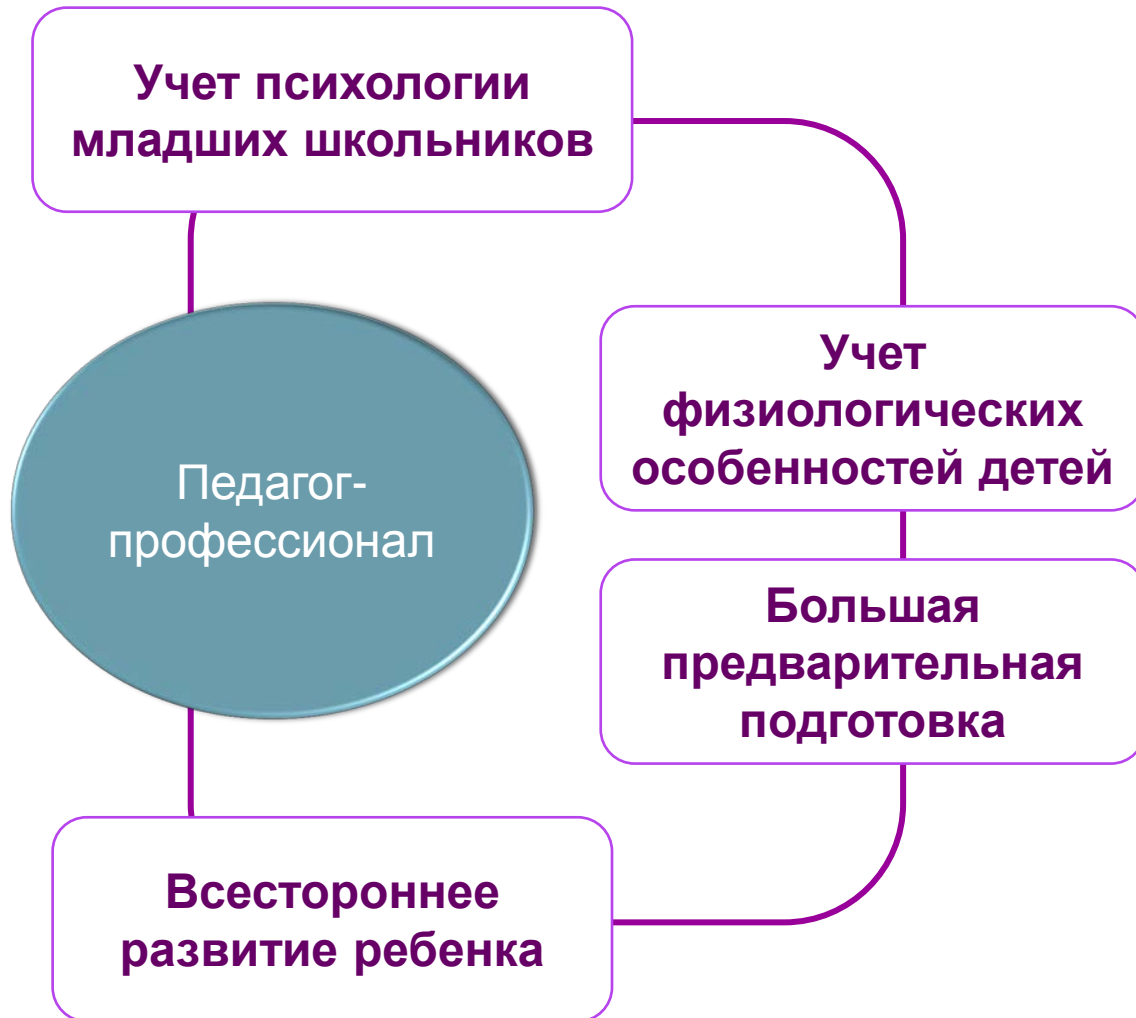 Учет психологии
младших школьников
Учет
физиологических
особенностей детей
Педагог-
профессионал
Большая
предварительная
подготовка
Всестороннее
развитие ребенка